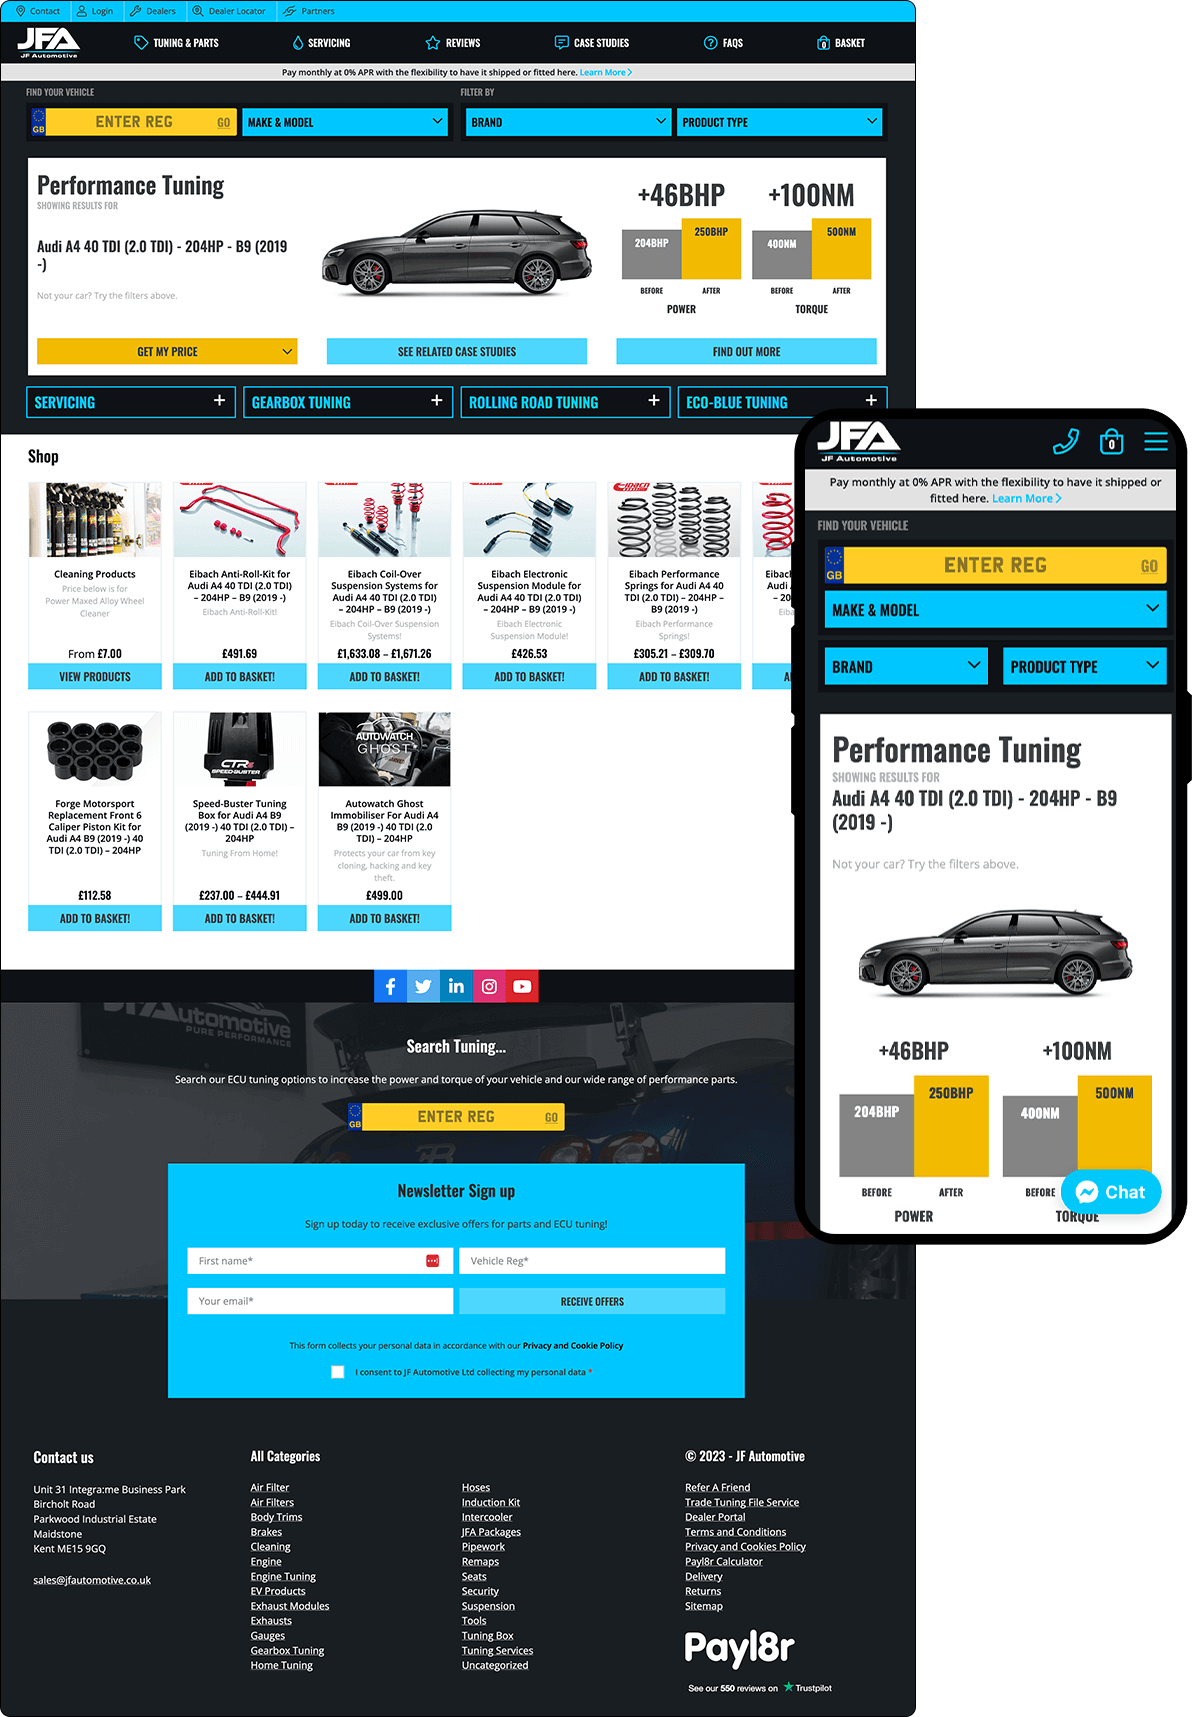 Contact
Login
Dealers
Dealer Locator
Partners
JFA
JF Automotive
TUNING & PARTS
SERVICING
REVIEWS
CASE STUDIES
FAQS
0
BASKET
Pay monthly at 0% APR with the flexibility to have it shipped or fitted here. Learn More
FIND YOUR VEHICLE
FILTER BY
GB
ENTER REG
GO
MAKE & MODEL
BRAND
PRODUCT TYPE
Performance Tuning
SHOWING RESULTS FOR
Audi A4 40 TDI (2.0 TDI) - 204HP - B9 (2019
-)
Not your car? Try the filters above.
+46BHP
204BHP
250BHP
BEFORE
AFTER
POWER
+100NM
400NM
500NM
BEFORE
AFTER
TORQUE
GET MY PRICE
SEE RELATED CASE STUDIES
FIND OUT MORE
SERVICING
GEARBOX TUNING
ROLLING ROAD TUNING
ECO-BLUE TUNING
Shop
Cleaning Products
Price below is for
Power Maxed Alloy Wheel
Cleaner
From £7.00
VIEW PRODUCTS
Eibach Anti-Roll-Kit for
Audi A4 40 TDI (2.0 TDI)
– 204HP – B9 (2019 -)
Eibach Anti-Roll-Kit!
£491.69
ADD TO BASKET!
Eibach Coil-Over
Suspension Systems for
Audi A4 40 TDI (2.0 TDI)
– 204HP – B9 (2019 -)
Eibach Coil-Over Suspension
Systems!
£1,633.08 – £1,671.26
ADD TO BASKET!
Eibach Electronic
Suspension Module for
Audi A4 40 TDI (2.0 TDI)
– 204HP – B9 (2019 -)
Eibach Electronic
Suspension Module!
£426.53
ADD TO BASKET!
Eibach Performance
Springs for Audi A4 40
TDI (2.0 TDI) – 204HP –
B9 (2019 -)
Eibach Performance
Springs!
£305.21 – £309.70
ADD TO BASKET!
Forge Motorsport
Replacement Front 6
Caliper Piston Kit for
Audi A4 B9 (2019 -) 40
TDI (2.0 TDI) – 204HP
£112.58
ADD TO BASKET!
CTRS
SPEED-BUSTER
Speed-Buster Tuning
Box for Audi A4 B9
(2019 -) 40 TDI (2.0 TDI) –
204HP
Tuning From Home!
£237.00 – £444.91
ADD TO BASKET!
AUTOWATCH
GHOST
Autowatch Ghost
Immobiliser For Audi A4
B9 (2019 -) 40 TDI (2.0
TDI) – 204HP
Protects your car from key
cloning, hacking and key
theft.
£499.00
ADD TO BASKET!
JFAutomotive
PURE PERFORMANCE
Search Tuning...
Search our ECU tuning options to increase the power and torque of your vehicle and our wide range of performance parts.
GB
ENTER REG
GO
Newsletter Sign up
Sign up today to receive exclusive offers for parts and ECU tuning!
First name*
Vehicle Reg*
Your email*
RECEIVE OFFERS
This form collects your personal data in accordance with our Privacy and Cookie Policy
I consent to JF Automotive Ltd collecting my personal data *
Contact us
Unit 31 Integra:me Business Park
Bircholt Road
Parkwood Industrial Estate
Maidstone
Kent ME15 9GQ
sales@jfautomotive.co.uk
All Categories
Air Filter
Air Filters
Body Trims
Brakes
Cleaning
Engine
Engine Tuning
EV Products
Exhaust Modules
Exhausts
Gauges
Gearbox Tuning
Home Tuning
Hoses
Induction Kit
Intercooler
JFA Packages
Pipework
Remaps
Seats
Security
Suspension
Tools
Tuning Box
Tuning Services
Uncategorized
© 2023 - JF Automotive
Refer A Friend
Trade Tuning File Service
Dealer Portal
Terms and Conditions
Privacy and Cookies Policy
Payl8r Calculator
Delivery
Returns
Sitemap
Payl8r
See our 550 reviews on Trustpilot
JFA
JF Automotive
0
Pay monthly at 0% APR with the flexibility to have it shipped or
fitted here. Learn More
FIND YOUR VEHICLE
GB
ENTER REG
GO
MAKE & MODEL
BRAND
PRODUCT TYPE
Performance Tuning
SHOWING RESULTS FOR
Audi A4 40 TDI (2.0 TDI) - 204HP - B9
(2019 -)
Not your car? Try the filters above.
+46BHP
204BHP
250BHP
BEFORE
AFTER
POWER
+100NM
400NM
500NM
BEFORE
TORQUE
Chat